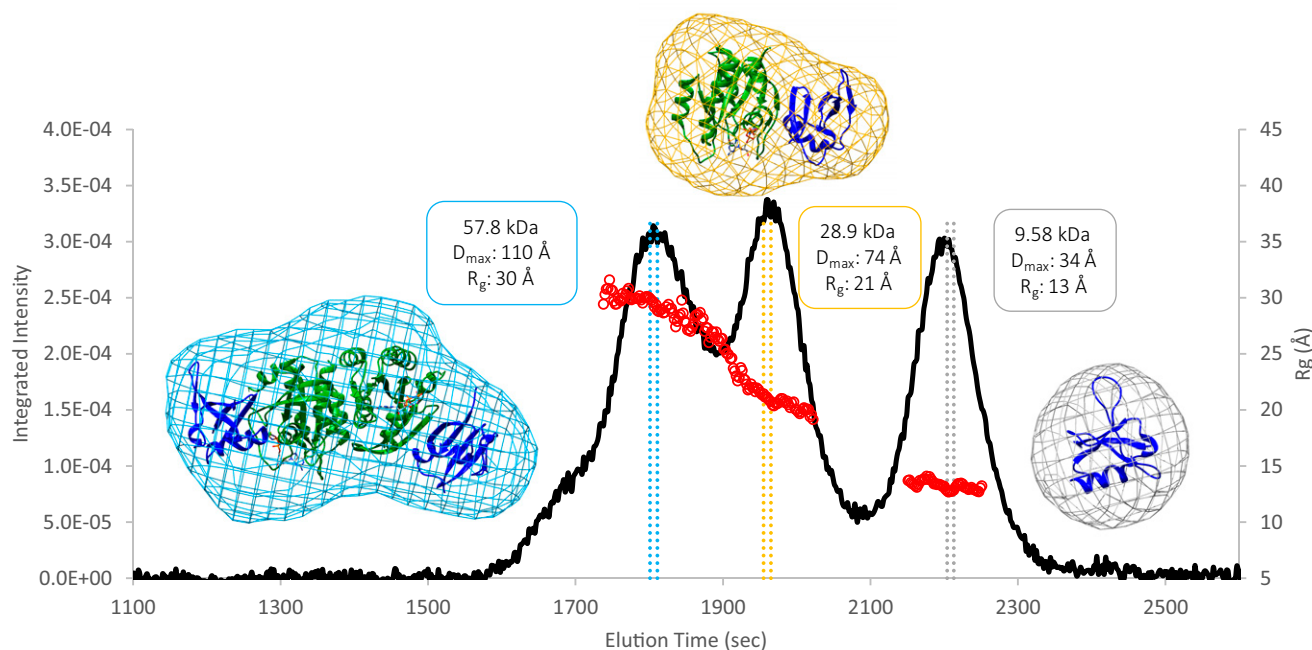 4.0E-04
3.5E-04
3.0E-04
2.5E-04
2.0E-04
1.5E-04
1.0E-04
5.0E-05
0.0E+00
Integrated Intensity
57.8 kDa
Dmax: 110 Å
Rg: 30 Å
28.9 kDa
Dmax: 74 Å
Rg: 21 Å
9.58 kDa
Dmax: 34 Å
Rg: 13 Å
45
40
35
30
25
20
15
10
5
Rg (Å)
1100
1300
1500
1700
1900
2100
2300
2500
Elution Time (sec)